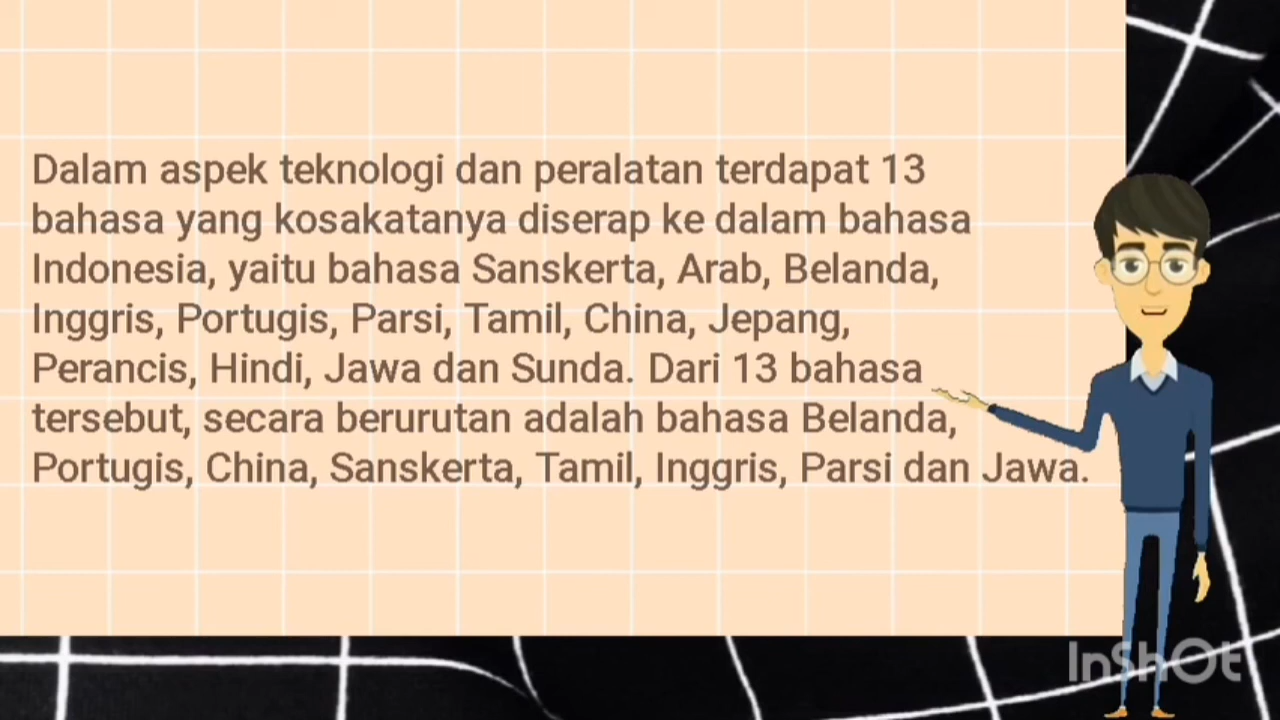 Dalam aspek teknologi dan peralatan terdapat 13
bahasa yang kosakatanya diserap ke dalam bahasa
Indonesia, yaitu bahasa Sanskerta, Arab, Belanda,
Inggris, Portugis, Parsi, Tamil, China, Jepang,
Perancis, Hindi, Jawa dan Sunda. Dari 13 bahasa
tersebut, secara berurutan adalah bahasa Belanda,
Portugis, China, Sanskerta, Tamil, Inggris, Parsi dan Jawa.
InShOt